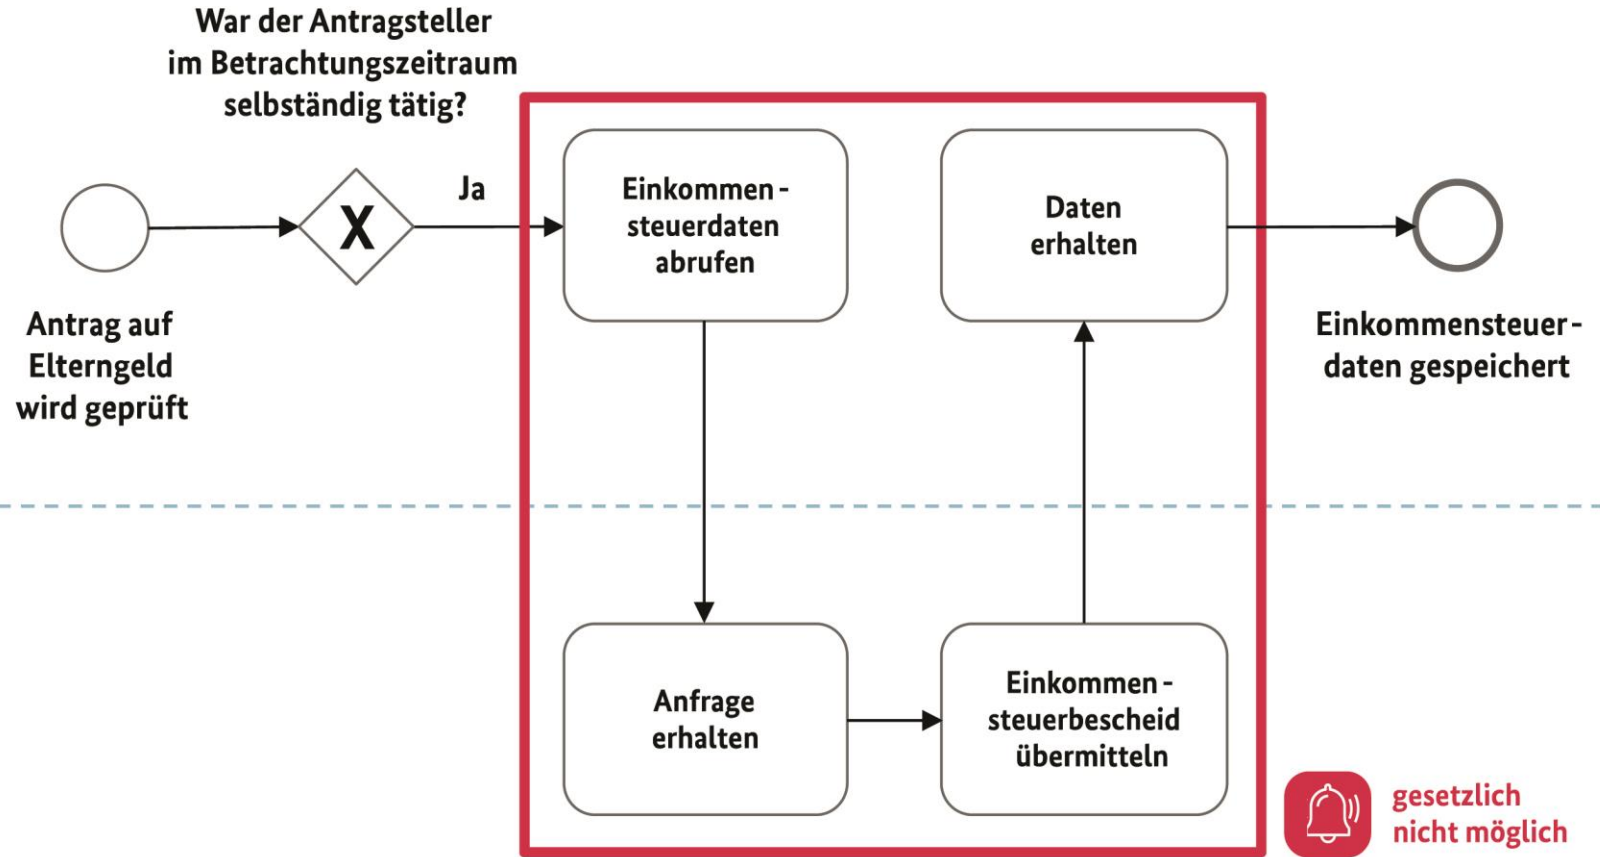 War der Antragsteller
im Betrachtungszeitraum
selbständig tätig?
Antrag auf
Elterngeld
wird geprüft
X
Ja
Einkommen-
steuerdaten
abrufen
Anfrage
erhalten
Einkommen-
steuerbescheid
übermitteln
Daten
erhalten
Einkommensteuer-
daten gespeichert
gesetzlich
nicht möglich